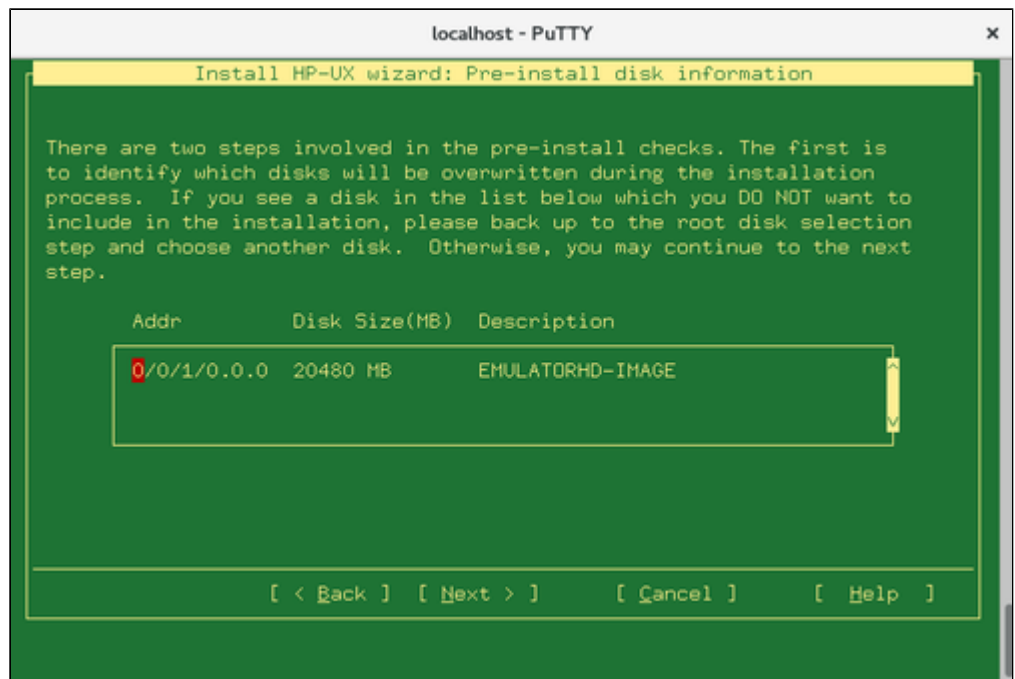 localhost - PuTTY
×
Install HP-UX wizard: Pre-install disk information
There are two steps involved in the pre-install checks. The first is
to identify which disks will be overwritten during the installation
process. If you see a disk in the list below which you DO NOT want to
include in the installation, please back up to the root disk selection
step and choose another disk. Otherwise, you may continue to the next
step.
Addr Disk Size(MB) Description
0/0/1/0.0.0 20480 MB EMULATORHD-IMAGE
^
v
[ < Back ] [ Next > ] [ Cancel ] [ Help ]